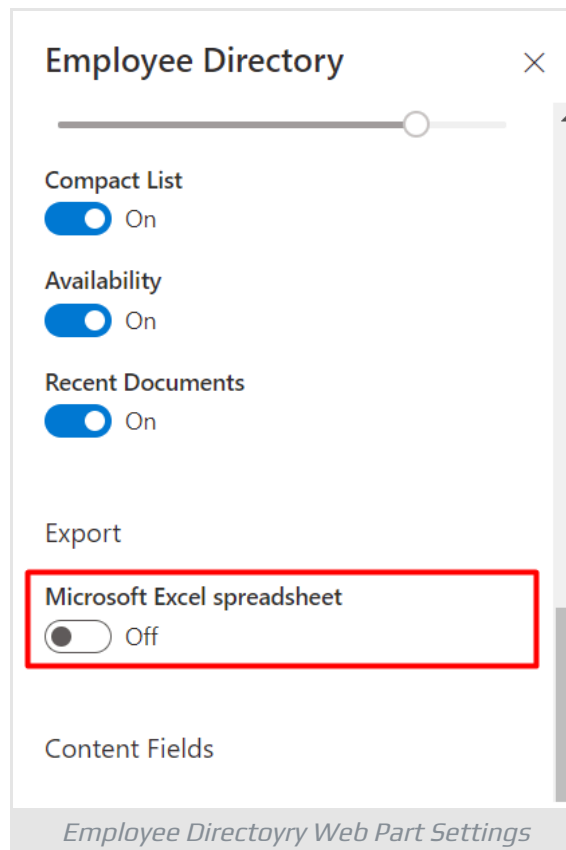 Employee Directory
Compact List
On
Availability
On
Recent Documents
On
Export
Microsoft Excel spreadsheet
Off
Content Fields
Employee Directoyry Web Part Settings